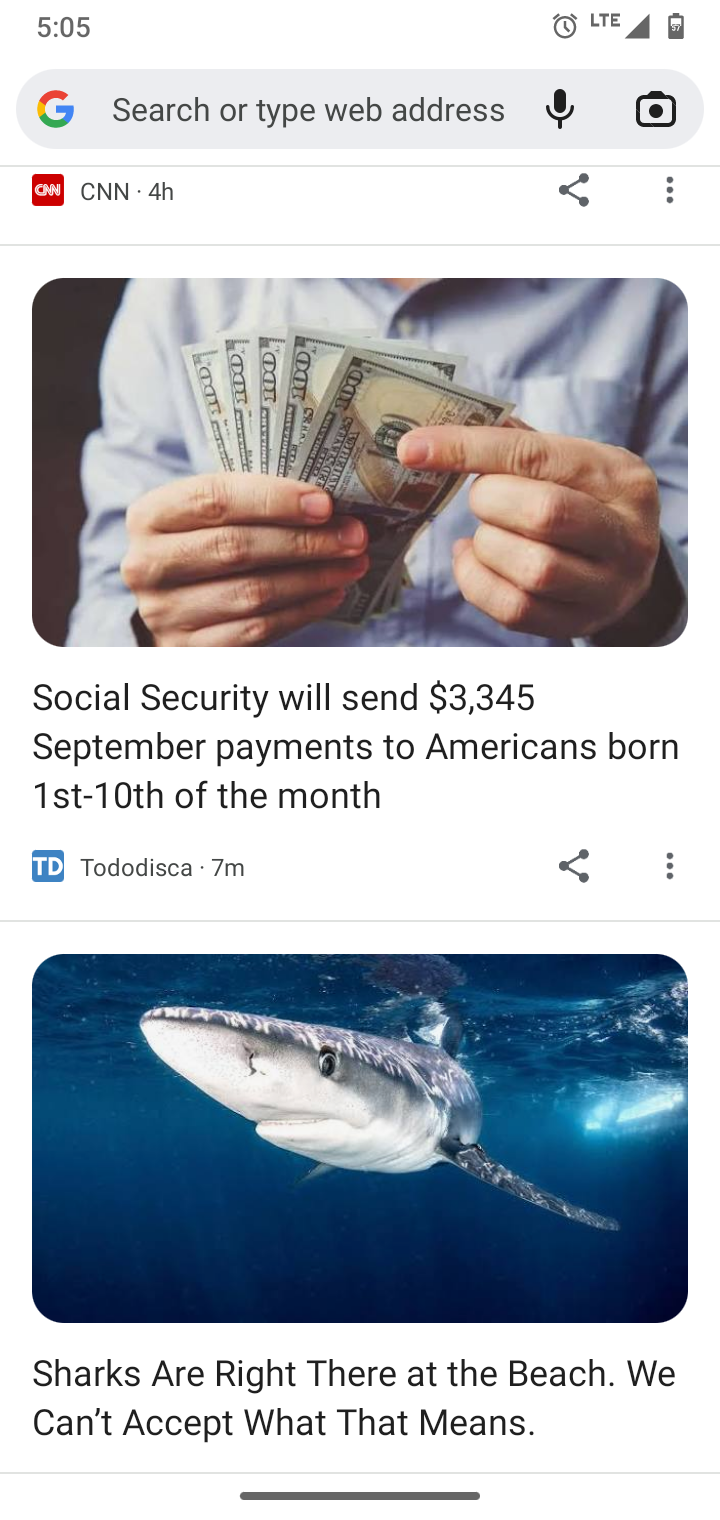 5:05
LTE
57
Search or type web address
CNN
CNN · 4h
Social Security will send $3,345
September payments to Americans born
1st-10th of the month
TD
Tododisca · 7m
Sharks Are Right There at the Beach. We
Can’t Accept What That Means.